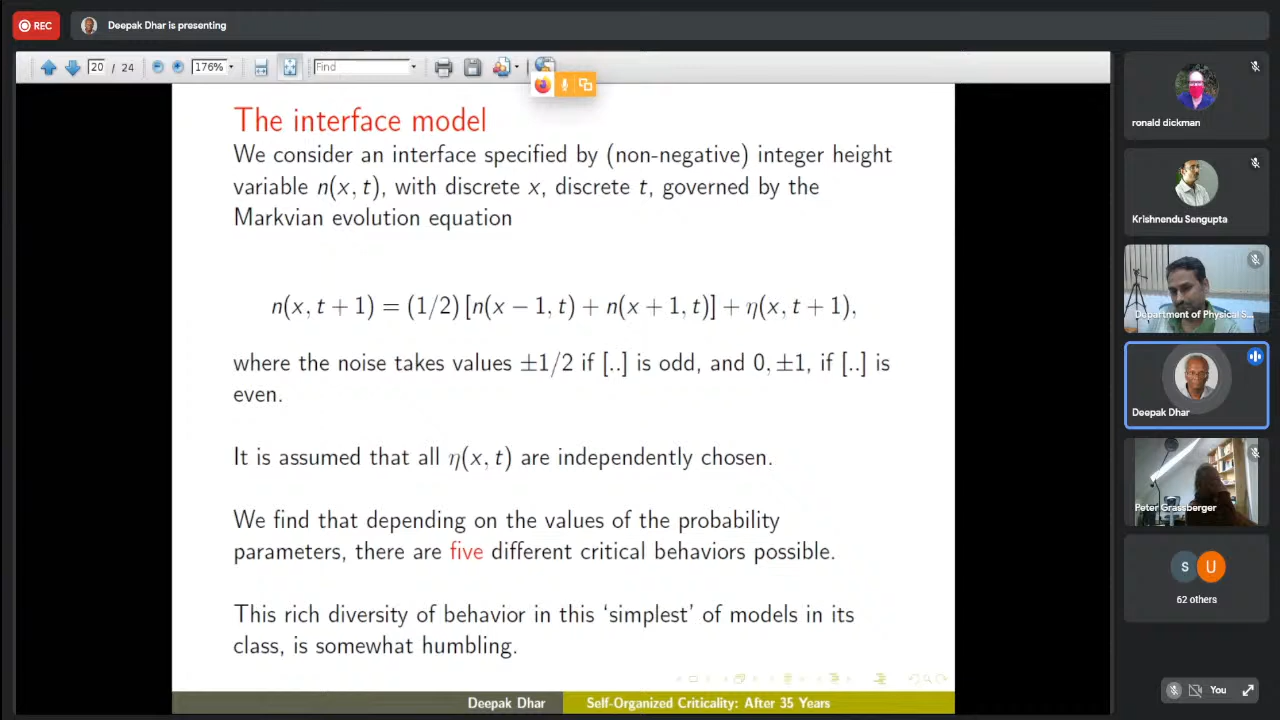 REC
Deepak Dhar is presenting
20 / 24
176%
Find
The interface model
We consider an interface specified by (non-negative) integer height
variable n(x, t), with discrete x, discrete t, governed by the
Markvian evolution equation
n(x, t + 1) = (1/2) [n(x − 1, t) + n(x + 1, t)] + η(x, t + 1),
where the noise takes values ±1/2 if [..] is odd, and 0, ±1, if [..] is
even.
It is assumed that all η(x, t) are independently chosen.
We find that depending on the values of the probability
parameters, there are five different critical behaviors possible.
This rich diversity of behavior in this ‘simplest’ of models in its
class, is somewhat humbling.
Deepak Dhar
Self-Organized Criticality: After 35 Years
ronald dickman
Krishnendu Sengupta
Department of Physical S...
Deepak Dhar
Peter Grassberger
S
U
62 others
You